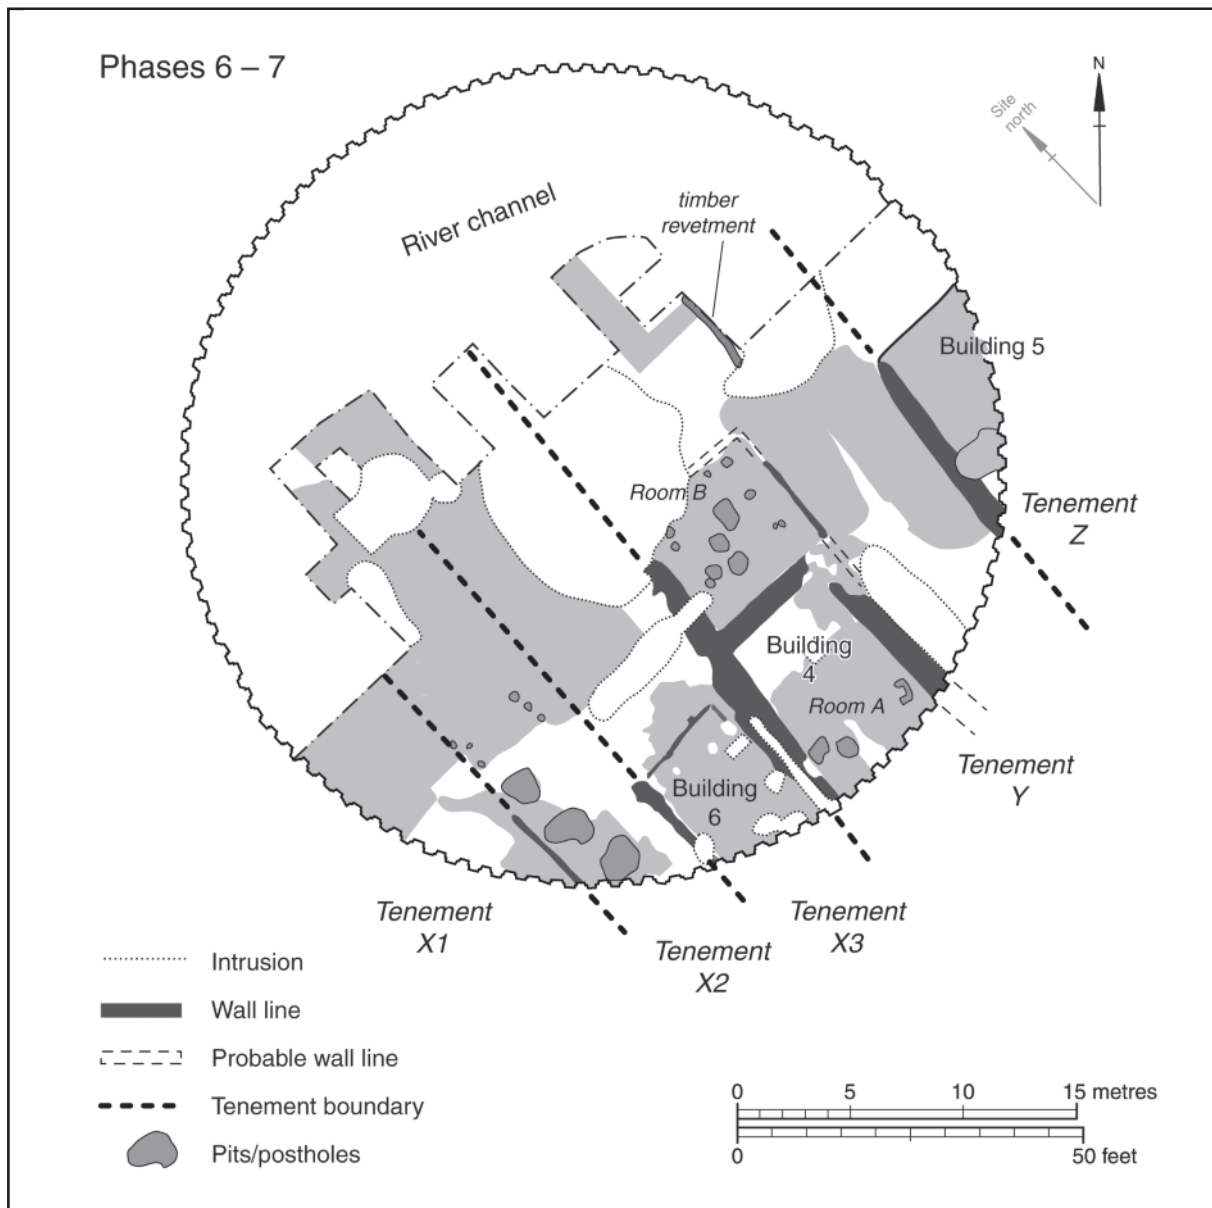 Phases 6 – 7
N
Site
north
River channel
timber
revetment
Building 5
Room B
Tenement
Z
Building
4
Room A
Tenement
Y
Building
6
Tenement
X1
Tenement
X2
Tenement
X3
Intrusion
Wall line
Probable wall line
Tenement boundary
Pits/postholes
0 5 10 15 metres
0 50 feet